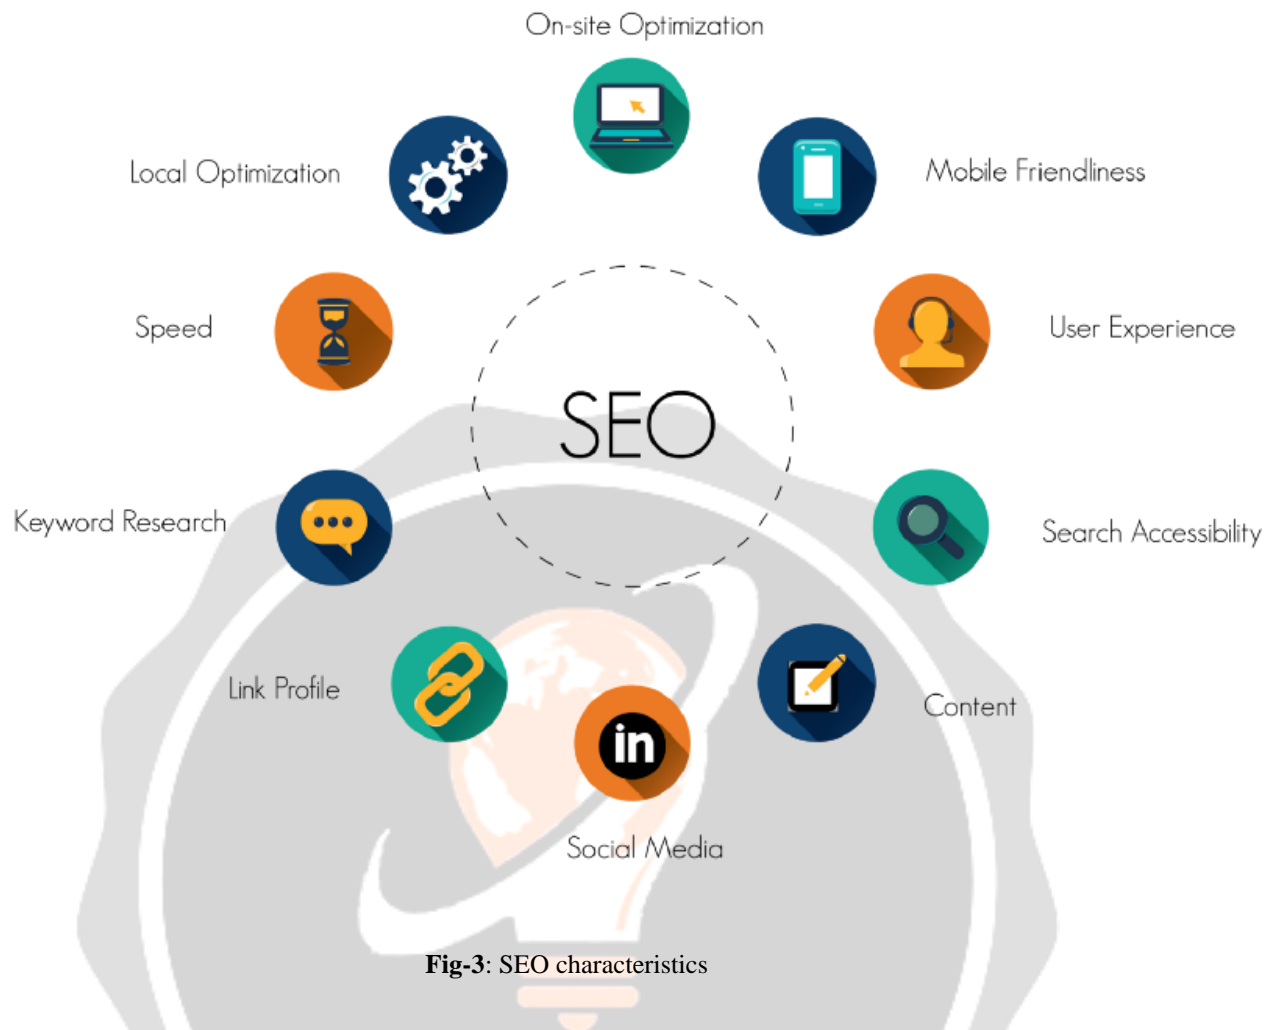 On-site Optimization
Local Optimization
Mobile Friendliness
Speed
User Experience
SEO
Keyword Research
Search Accessibility
Link Profile
Content
in
Social Media
Fig-3: SEO characteristics